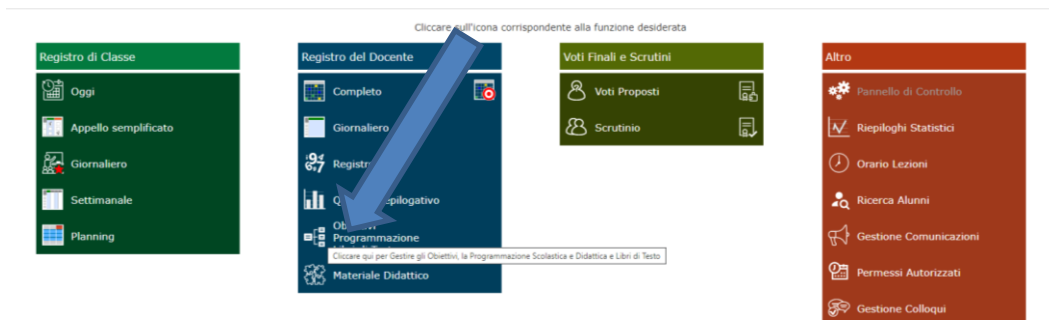 Cliccare sull'icona corrispondente alla funzione desiderata
Registro di Classe
Oggi
Appello semplificato
Giornaliero
Settimanale
Planning
Registro del Docente
Completo
Giornaliero
Quadro Riepilogativo
Programmazione
Cliccare qui per Gestire gli Obiettivi, la Programmazione Scolastica e Didattica e Libri di Testo
Materiale Didattico
Voti Finali e Scrutini
Voti Proposti
Scrutinio
Altro
Pannello di Controllo
Riepiloghi Statistici
Orario Lezioni
Ricerca Alunni
Gestione Comunicazioni
Permessi Autorizzati
Gestione Colloqui